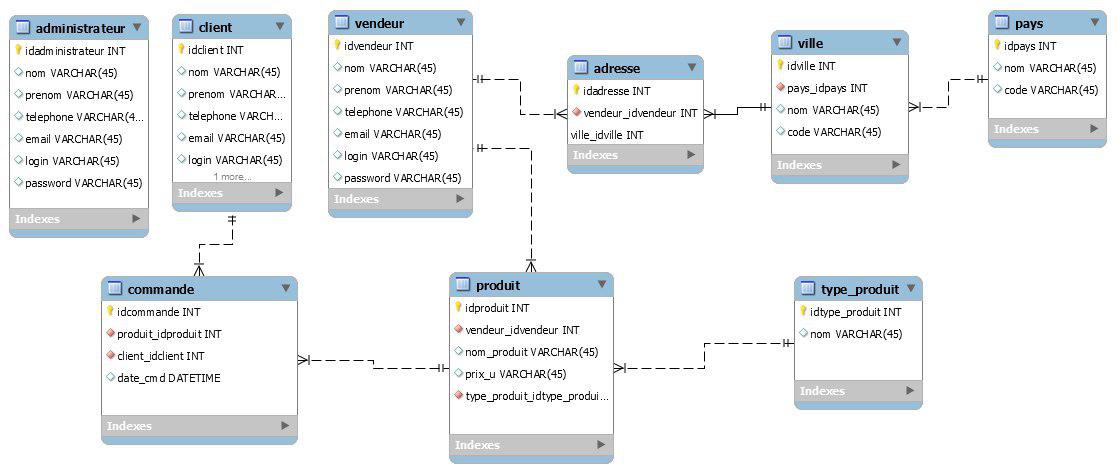 administrateur
idadministrateur INT
nom VARCHAR(45)
prenom VARCHAR(45)
telephone VARCHAR(4...
email VARCHAR(45)
login VARCHAR(45)
password VARCHAR(45)
Indexes
client
idclient INT
nom VARCHAR(45)
prenom VARCHAR...
telephone VARCH...
email VARCHAR(45)
login VARCHAR(45)
1 more...
Indexes
vendeur
idvendeur INT
nom VARCHAR(45)
prenom VARCHAR(45)
telephone VARCHAR(45)
email VARCHAR(45)
login VARCHAR(45)
password VARCHAR(45)
Indexes
adresse
idadresse INT
vendeur_idvendeur INT
ville_idville INT
Indexes
ville
idville INT
pays_idpays INT
nom VARCHAR(45)
code VARCHAR(45)
Indexes
pays
idpays INT
nom VARCHAR(45)
code VARCHAR(45)
Indexes
commande
idcommande INT
produit_idproduit INT
client_idclient INT
date_cmd DATETIME
Indexes
produit
idproduit INT
vendeur_idvendeur INT
nom_produit VARCHAR(45)
prix_u VARCHAR(45)
type_produit_idtype_produi...
Indexes
type_produit
idtype_produit INT
nom VARCHAR(45)
Indexes